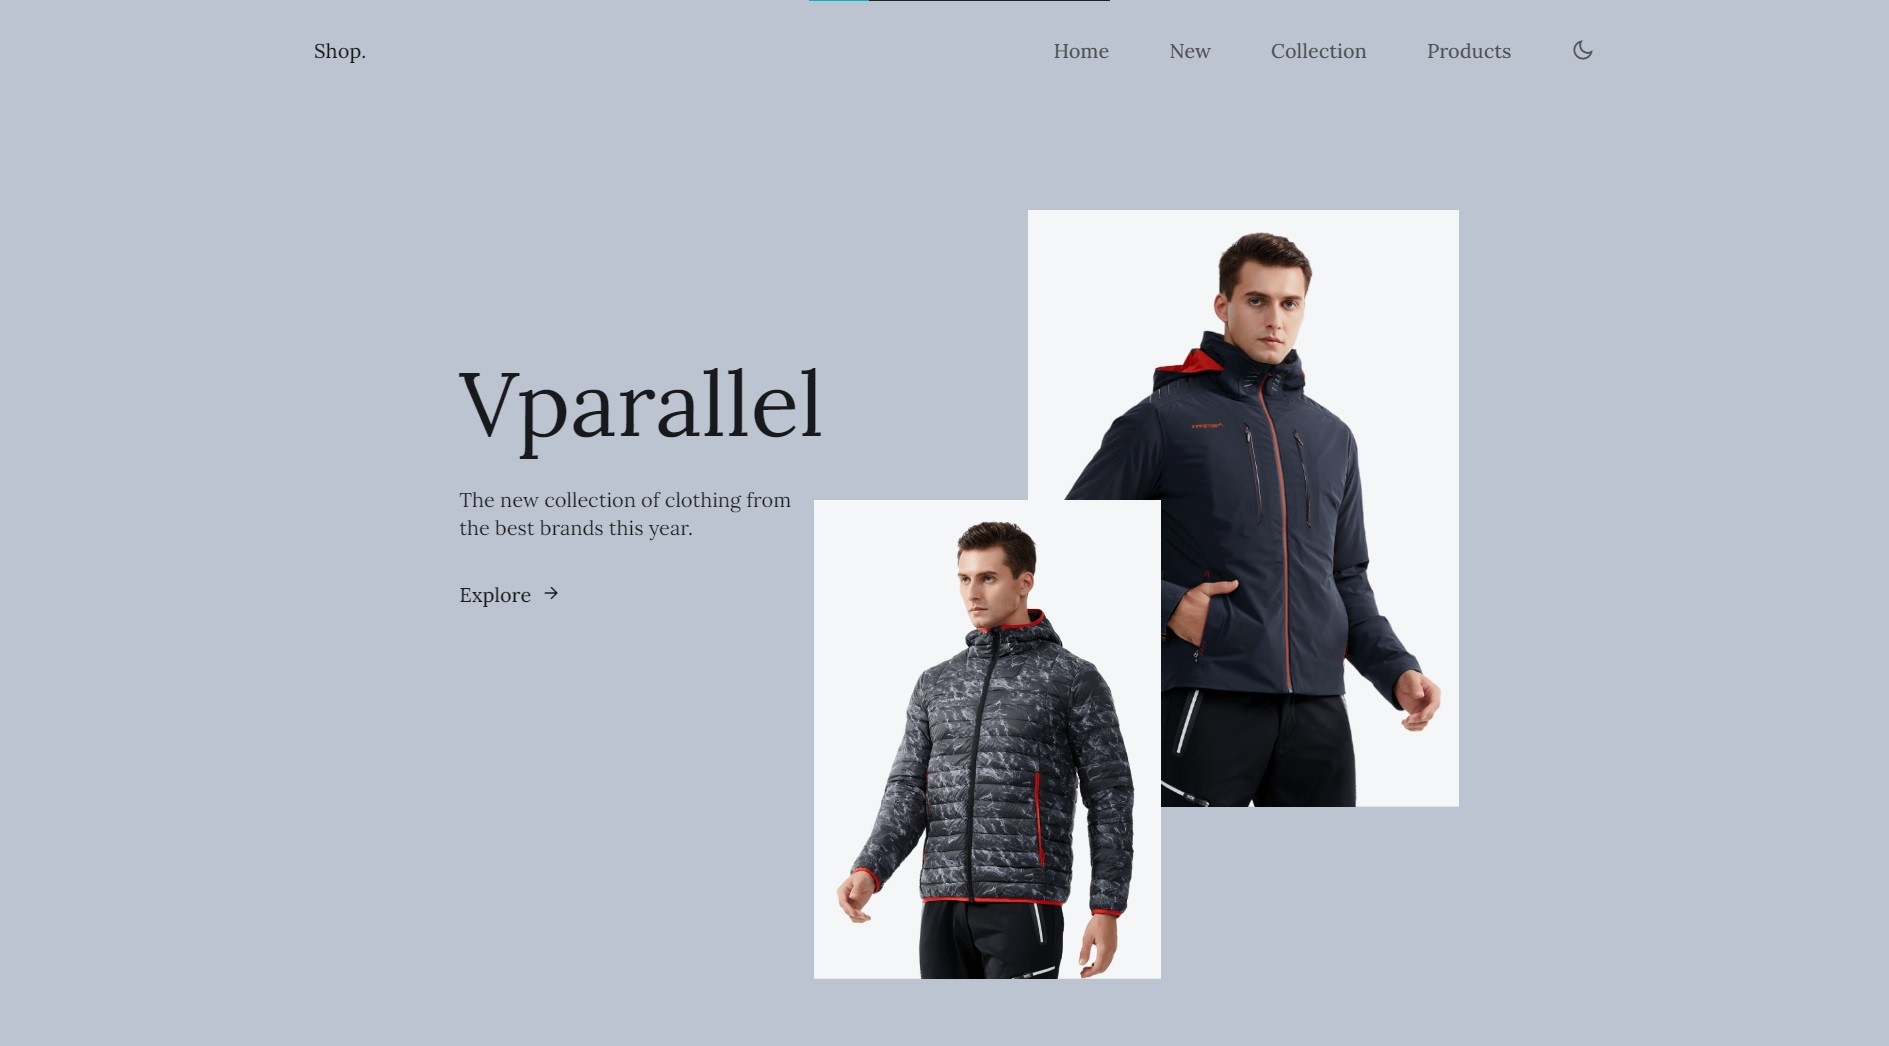 Shop.
Home
New
Collection
Products
Vparallel
The new collection of clothing from
the best brands this year.
Explore